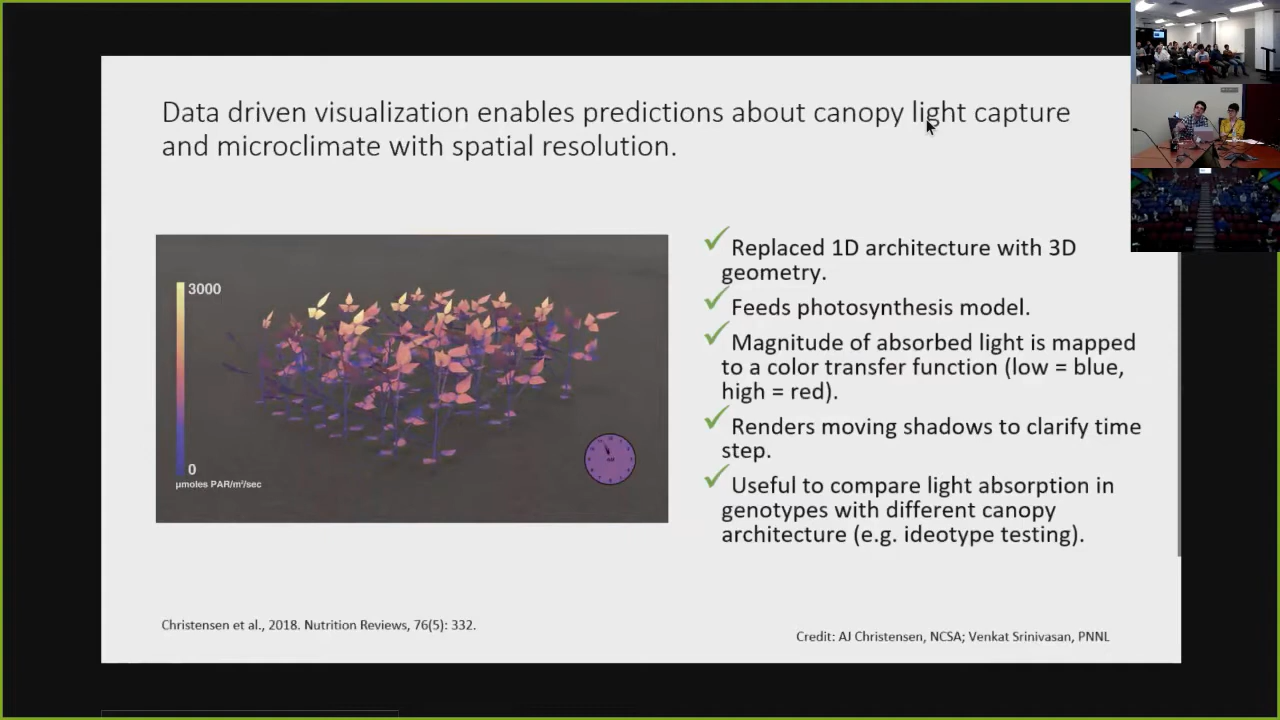 Data driven visualization enables predictions about canopy light capture
and microclimate with spatial resolution.
3000
0
μmoles PAR/m²/sec
AM
✓ Replaced 1D architecture with 3D
geometry.
✓ Feeds photosynthesis model.
✓ Magnitude of absorbed light is mapped
to a color transfer function (low = blue,
high = red).
✓ Renders moving shadows to clarify time
step.
✓ Useful to compare light absorption in
genotypes with different canopy
architecture (e.g. ideotype testing).
Christensen et al., 2018. Nutrition Reviews, 76(5): 332.
Credit: AJ Christensen, NCSA; Venkat Srinivasan, PNNL